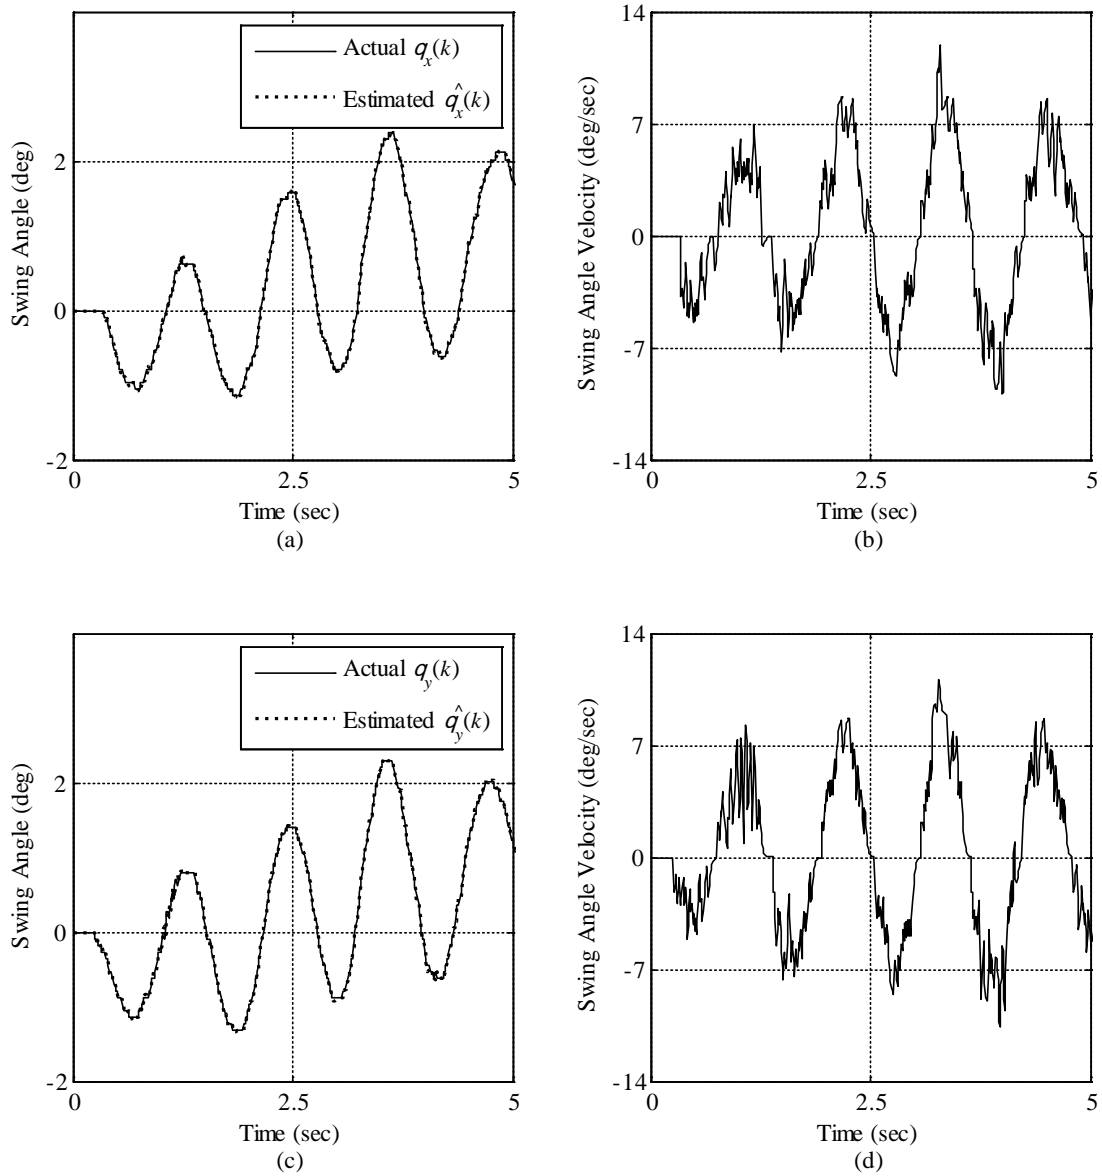 Swing Angle (deg)
2
0
-2
0
2.5
5
Time (sec)
(a)
Actual q_x(k)
Estimated q̂_x(k)
Swing Angle Velocity (deg/sec)
14
7
0
-7
-14
0
2.5
5
Time (sec)
(b)
Swing Angle (deg)
2
0
-2
0
2.5
5
Time (sec)
(c)
Actual q_y(k)
Estimated q̂_y(k)
Swing Angle Velocity (deg/sec)
14
7
0
-7
-14
0
2.5
5
Time (sec)
(d)